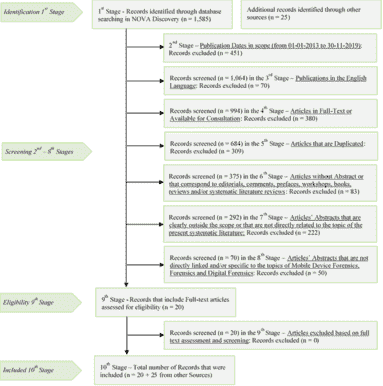 Identification 1st Stage
1st Stage - Records identified through database
searching in NOVA Discovery (n = 1,585)
Additional records identified through other
sources (n = 25)
2nd Stage – Publication Dates in scope (from 01-01-2013 to 30-11-2019):
Records excluded (n = 451)
Records screened (n = 1,064) in the 3rd Stage – Publications in the English
Language: Records excluded (n = 70)
Records screened (n = 994) in the 4th Stage – Articles in Full-Text or
Available for Consultation: Records excluded (n = 380)
Screening 2nd – 8th Stages
Records screened (n = 684) in the 5th Stage – Articles that are Duplicated:
Records excluded (n = 309)
Records screened (n = 375) in the 6th Stage – Articles without Abstract or
that correspond to editorials, comments, prefaces, workshops, books,
reviews and/or systematic literature reviews: Records excluded (n = 83)
Records screened (n = 292) in the 7th Stage – Articles' Abstracts that are
clearly outside the scope or that are not directly related to the topic of the
present systematic literature: Records excluded (n = 222)
Records screened (n = 70) in the 8th Stage – Articles' Abstracts that are not
directly linked and/or specific to the topics of Mobile Device Forensics,
Forensics and Digital Forensics: Records excluded (n = 50)
Eligibility 9th Stage
9th Stage - Records that include Full-text articles
assessed for eligibility (n = 20)
Records screened (n = 20) in the 9th Stage – Articles excluded based on full
text assessment and screening: Records excluded (n = 0)
Included 10th Stage
10th Stage – Total number of Records that were
included (n = 20 + 25 from other Sources)